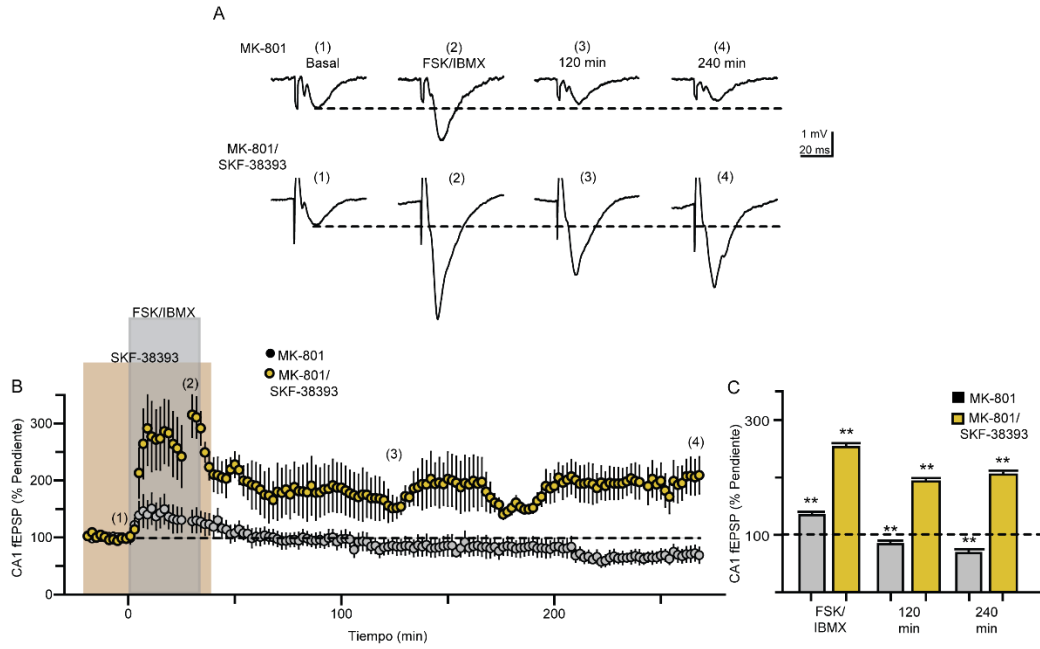 A
MK-801
(1)
Basal
(2)
FSK/IBMX
(3)
120 min
(4)
240 min
1 mV
20 ms
MK-801/
SKF-38393
(1)
(2)
(3)
(4)
FSK/IBMX
SKF-38393
MK-801
MK-801/
SKF-38393
B
(1)
(2)
(3)
(4)
CA1 fEPSP (% Pendiente)
300
200
100
0
0
100
200
Tiempo (min)
C
MK-801
MK-801/
SKF-38393
CA1 fEPSP (% Pendiente)
300
100
**
**
**
**
**
**
FSK/
IBMX
120
min
240
min